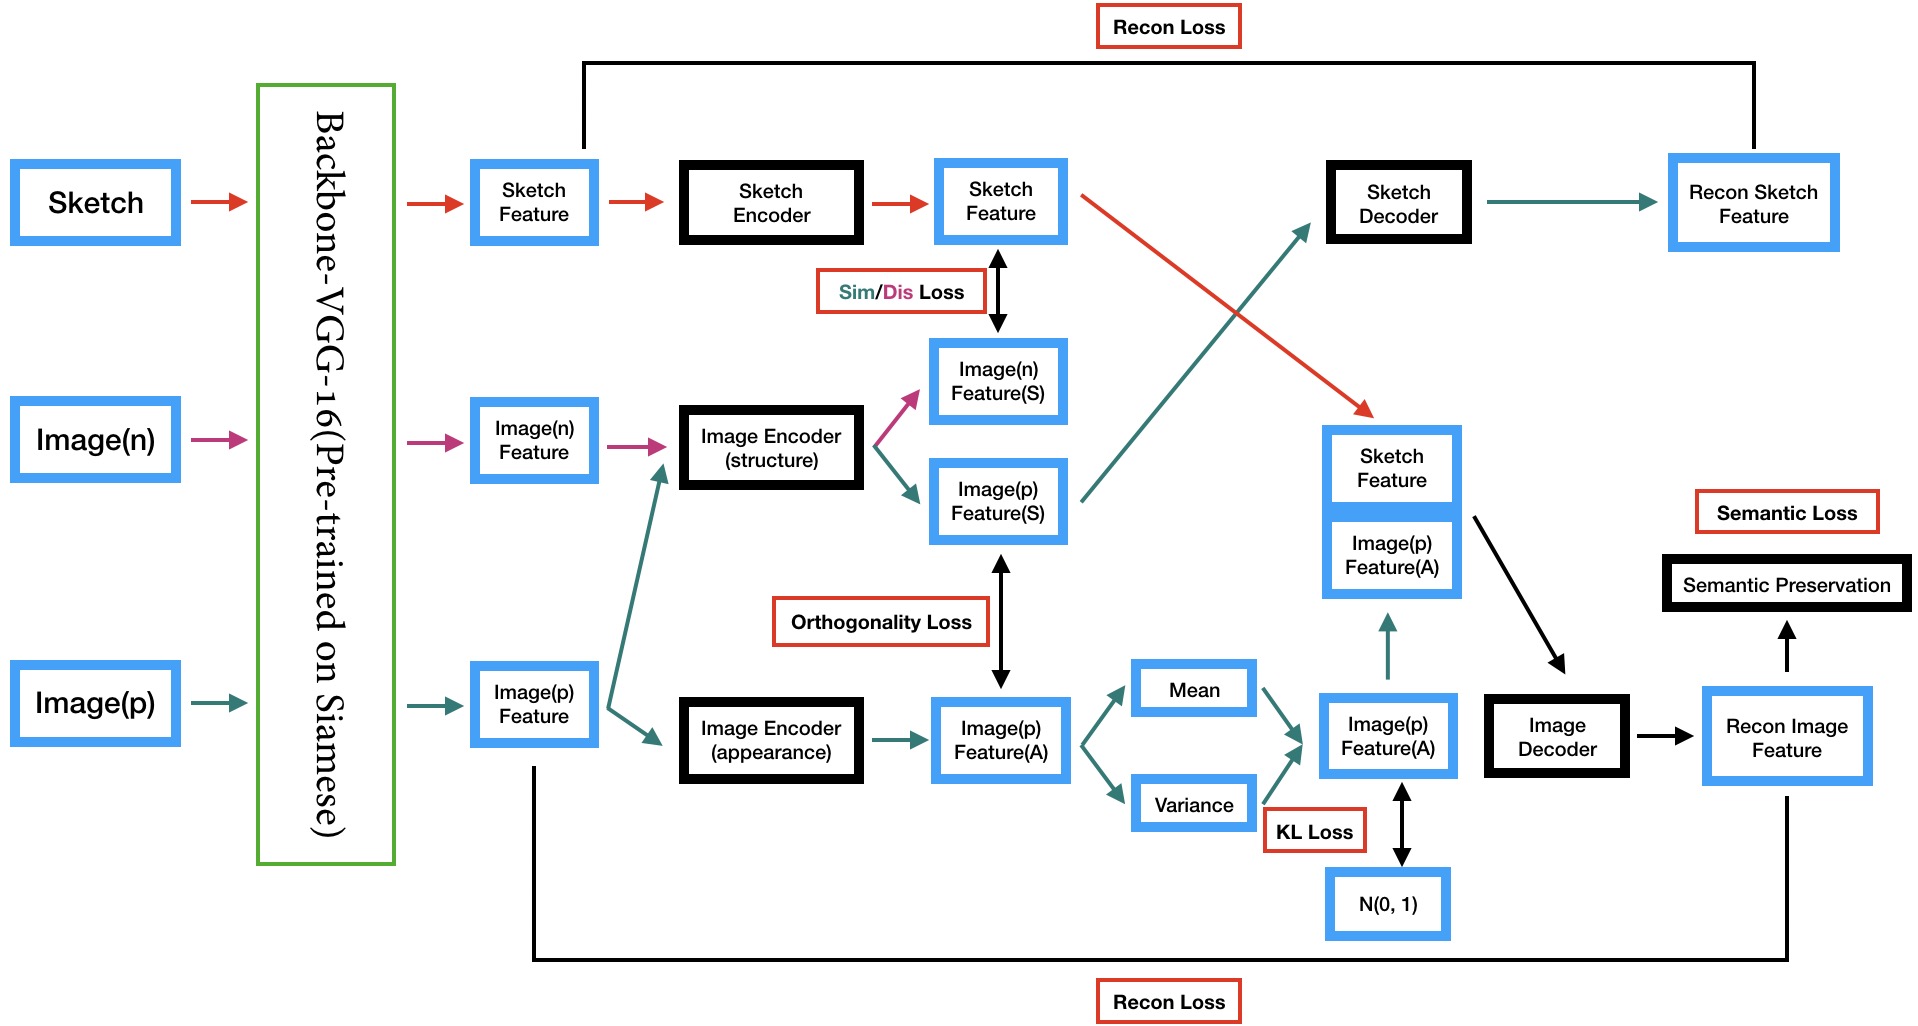 Recon Loss
Backbone-VGG-16(Pre-trained on Siamese)
Sketch
Sketch
Feature
Sketch
Encoder
Sketch
Feature
Sketch
Decoder
Recon Sketch
Feature
Sim/Dis Loss
Image(n)
Image(n)
Feature
Image Encoder
(structure)
Image(n)
Feature(S)
Image(p)
Feature(S)
Sketch
Feature
Image(p)
Feature(A)
Semantic Loss
Semantic Preservation
Orthogonality Loss
Image(p)
Image(p)
Feature
Image Encoder
(appearance)
Image(p)
Feature(A)
Mean
Variance
Image(p)
Feature(A)
Image
Decoder
Recon Image
Feature
KL Loss
N(0, 1)
Recon Loss